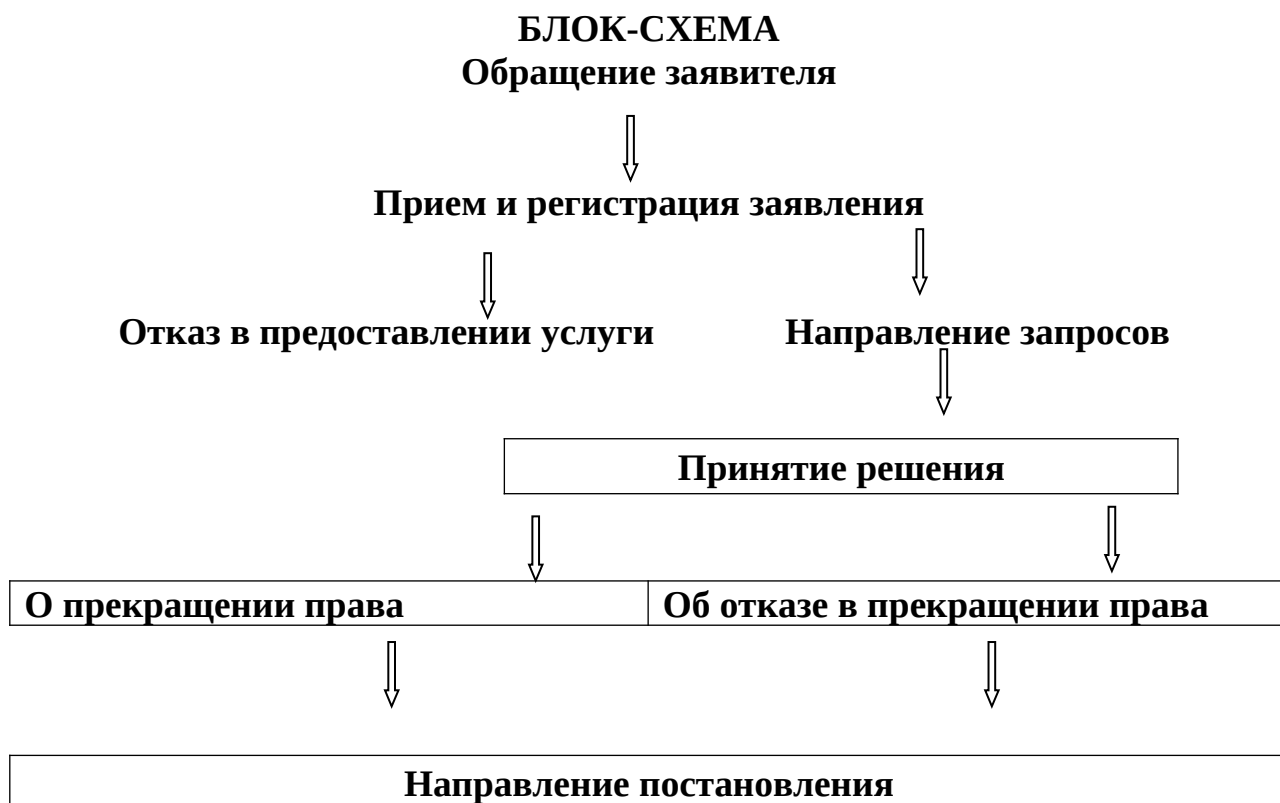 БЛОК-СХЕМА
Обращение заявителя
Прием и регистрация заявления
Отказ в предоставлении услуги
Направление запросов
Принятие решения
О прекращении права
Об отказе в прекращении права
Направление постановления